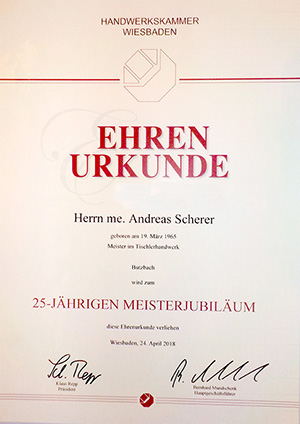 HANDWERKSKAMMER
WIESBADEN
EHREN
URKUNDE
Herrn me. Andreas Scherer
geboren am 19. März 1965
Meister im Tischlerhandwerk
Butzbach
wird zum
25-JÄHRIGEN MEISTERJUBILÄUM
diese Ehrenurkunde verliehen
Wiesbaden, 24. April 2018
Klaus Repp
Präsident
Bernhard Mundschenk
Hauptgeschäftsführer